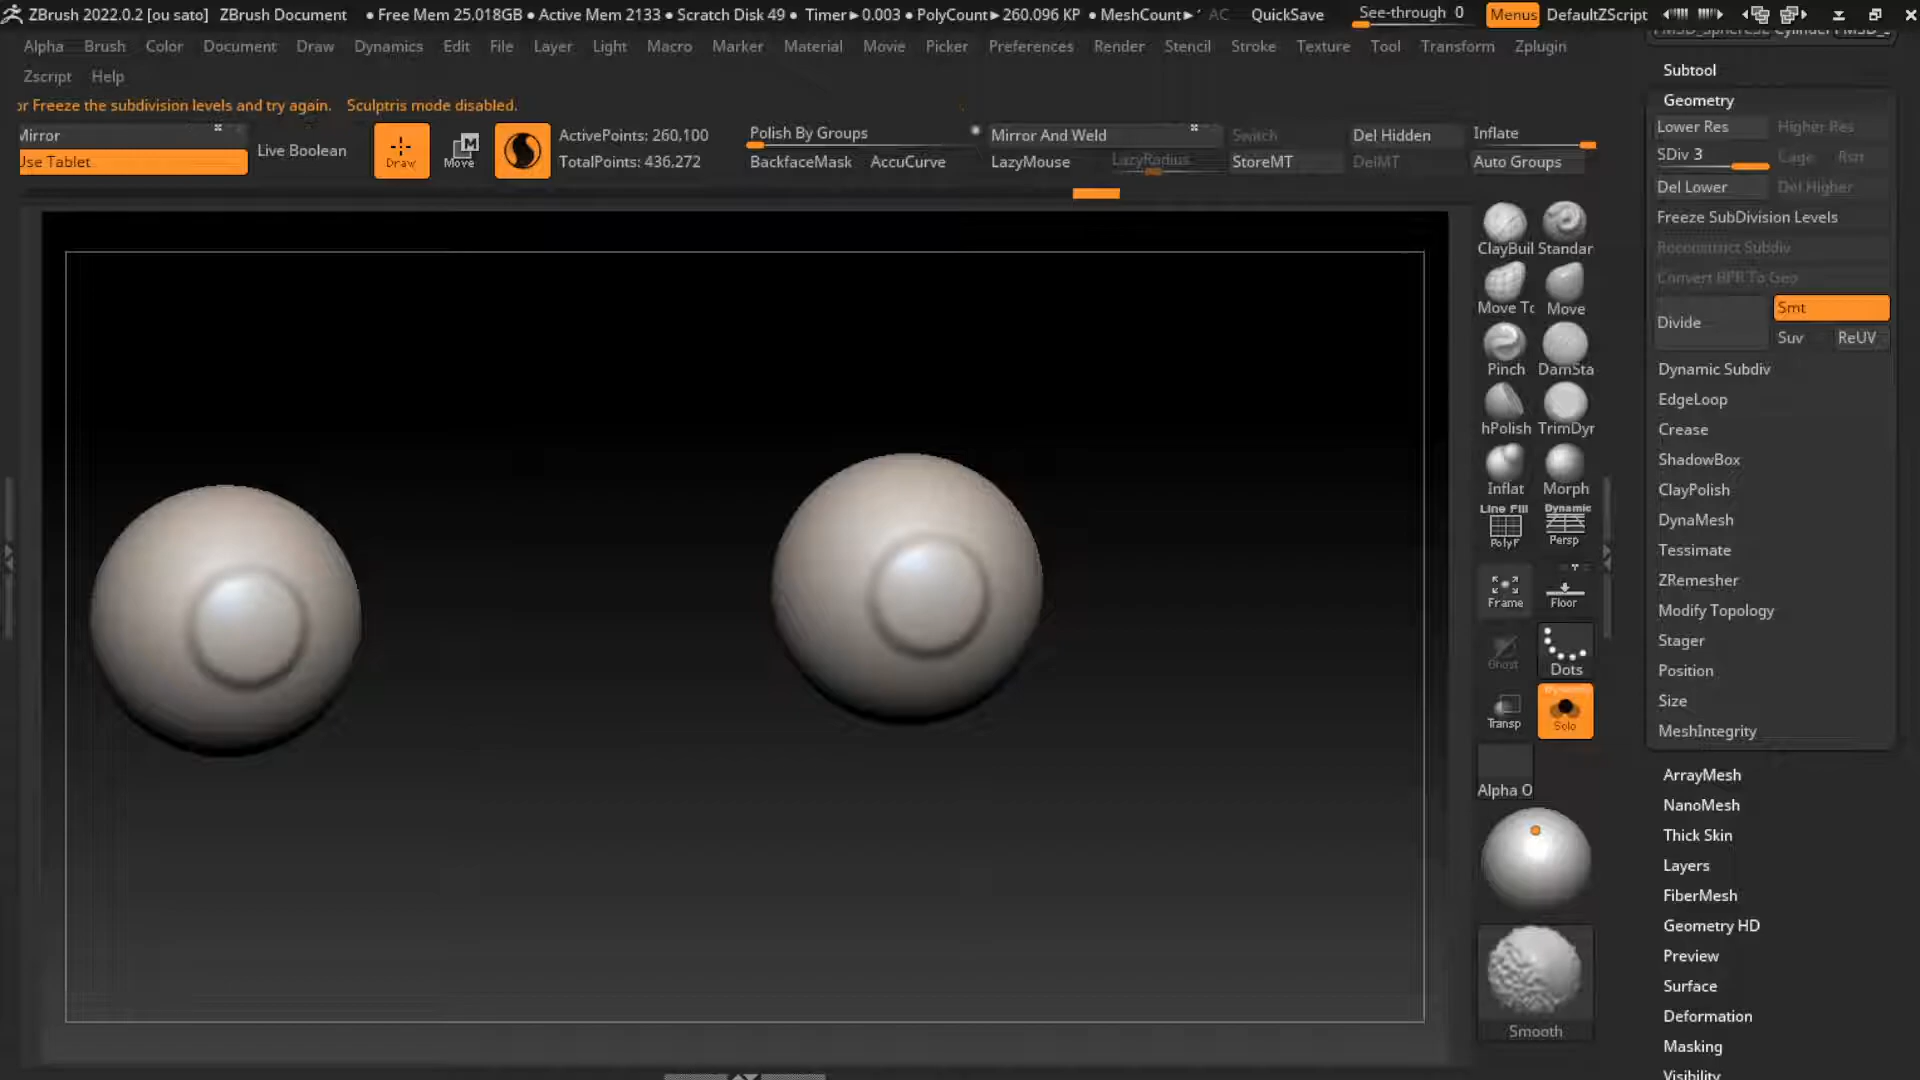 ZBrush 2022.0.2 [ou sato] ZBrush Document • Free Mem 25.018GB • Active Mem 2133 • Scratch Disk 49 • Timer▸0.003 • PolyCount▸260.096 KP • MeshCount▸ AC QuickSave See-through 0 Menus DefaultZScript
Alpha Brush Color Document Draw Dynamics Edit File Layer Light Macro Marker Material Movie Picker Preferences Render Stencil Stroke Texture Tool Transform Zplugin
Zscript Help
or Freeze the subdivision levels and try again. Sculptris mode disabled.
Mirror
Use Tablet
Live Boolean
Draw
Move
ActivePoints: 260,100
TotalPoints: 436,272
Polish By Groups
BackfaceMask AccuCurve
Mirror And Weld
LazyMouse LazyRadius
Switch
StoreMT
Del Hidden
DelMT
Inflate
Auto Groups
ClayBuil Standar
Move To Move
Pinch DamSta
hPolish TrimDyr
Inflat Morph
Line Fill Dynamic
PolyF Persp
Frame Floor
Ghost Dots
Transp Solo
Alpha O
Smooth
Subtool
Geometry
Lower Res Higher Res
SDiv 3 Cage Rstr
Del Lower Del Higher
Freeze SubDivision Levels
Reconstruct Subdiv
Convert BPR To Geo
Divide
Smt
Suv ReUV
Dynamic Subdiv
EdgeLoop
Crease
ShadowBox
ClayPolish
DynaMesh
Tessimate
ZRemesher
Modify Topology
Stager
Position
Size
MeshIntegrity
ArrayMesh
NanoMesh
Thick Skin
Layers
FiberMesh
Geometry HD
Preview
Surface
Deformation
Masking
Visibility